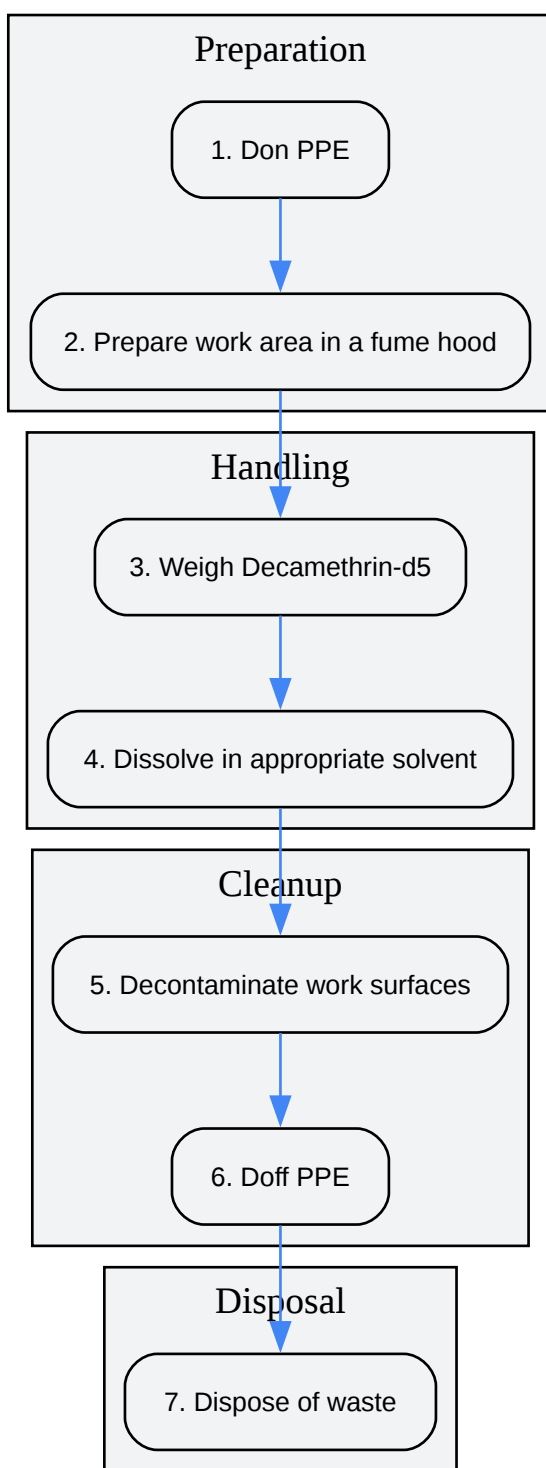 Preparation
1. Don PPE
2. Prepare work area in a fume hood
Handling
3. Weigh Decamethrin-d5
4. Dissolve in appropriate solvent
Cleanup
5. Decontaminate work surfaces
6. Doff PPE
Disposal
7. Dispose of waste